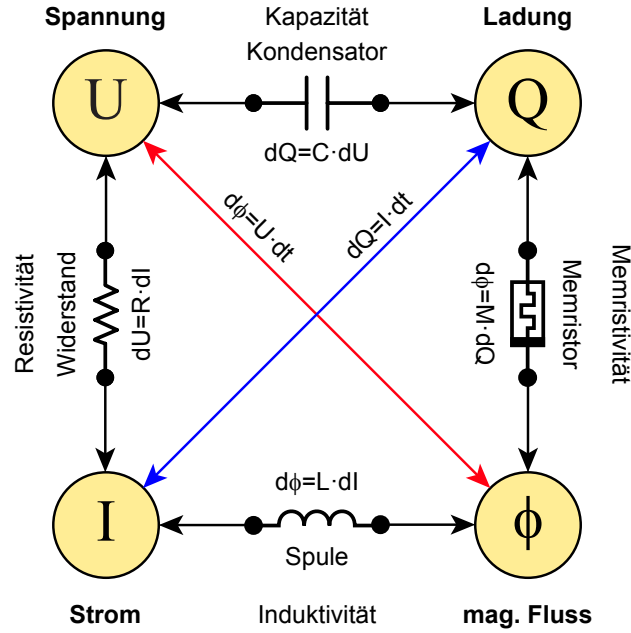 Spannung
Kapazität
Ladung
Kondensator
U
Q
dQ=C·dU
dϕ=U·dt
dQ=I·dt
Resistivität
Widerstand
dU=R·dI
dϕ=M·dQ
Memristor
Memristivität
dϕ=L·dI
I
ϕ
Spule
Strom
Induktivität
mag. Fluss